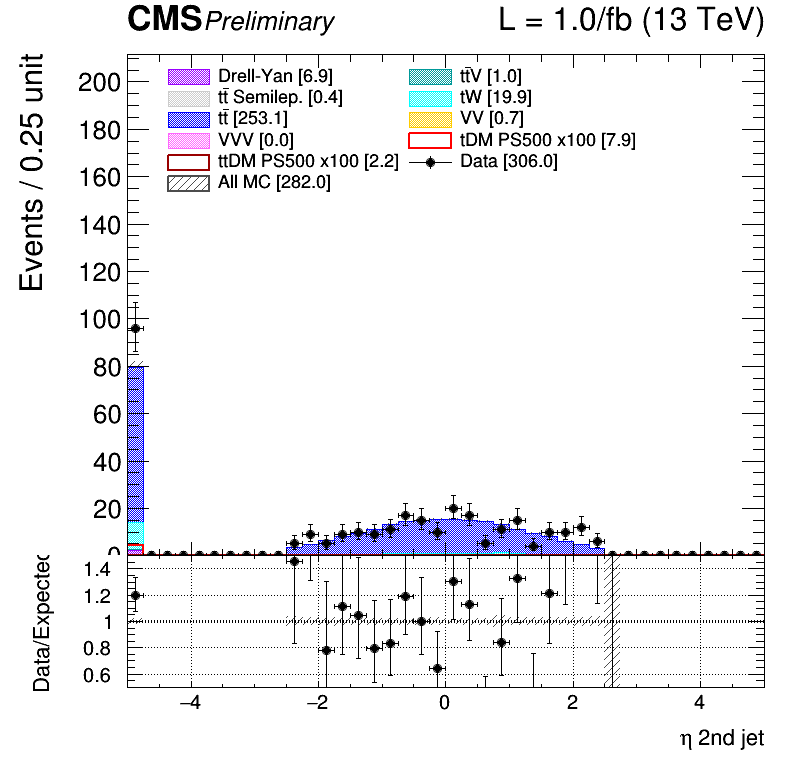 CMS Preliminary L = 1.0/fb (13 TeV)
Events / 0.25 unit
200
180
160
140
120
100
80
60
40
20
0
Drell-Yan [6.9]
tt̄ Semilep. [0.4]
tt̄ [253.1]
VVV [0.0]
ttDM PS500 x100 [2.2]
All MC [282.0]
tt̄V [1.0]
tW [19.9]
VV [0.7]
tDM PS500 x100 [7.9]
Data [306.0]
Data/Expected
1.4
1.2
1
0.8
0.6
−4 −2 0 2 4
η 2nd jet